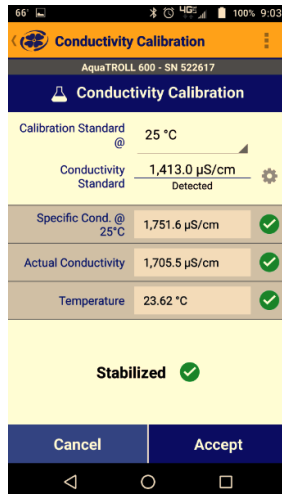 66° 4G 100% 9:03
Conductivity Calibration
AquaTROLL 600 - SN 522617
Conductivity Calibration
Calibration Standard @ 25 °C
Conductivity Standard 1,413.0 µS/cm
Detected
Specific Cond. @ 25°C 1,751.6 µS/cm
Actual Conductivity 1,705.5 µS/cm
Temperature 23.62 °C
Stabilized
Cancel Accept